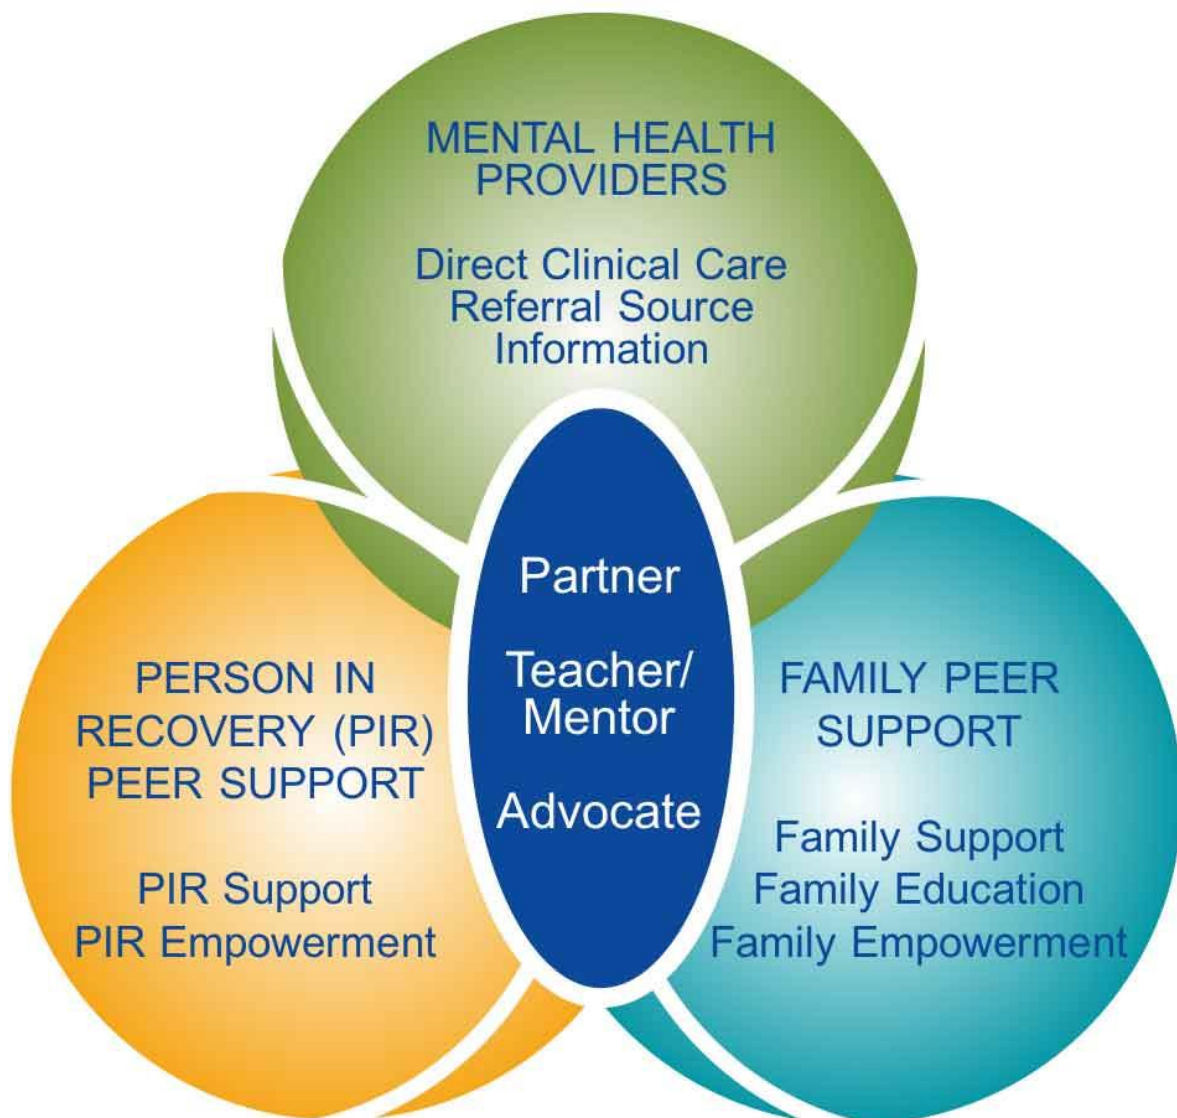 MENTAL HEALTH
PROVIDERS
Direct Clinical Care
Referral Source
Information
Partner
Teacher/
Mentor
Advocate
PERSON IN
RECOVERY (PIR)
PEER SUPPORT
PIR Support
PIR Empowerment
FAMILY PEER
SUPPORT
Family Support
Family Education
Family Empowerment